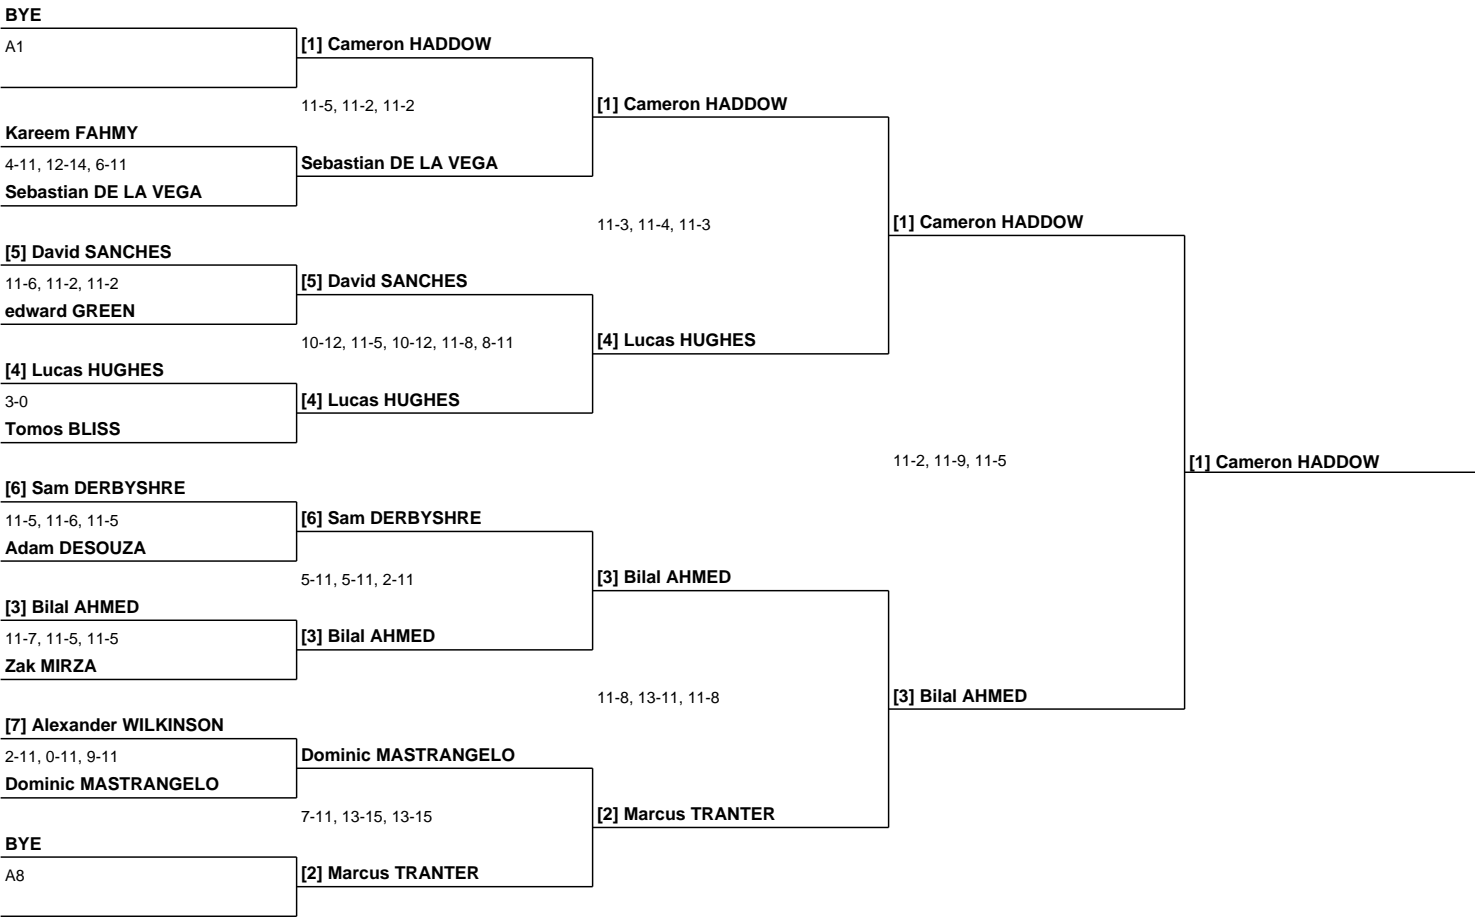 BYE
A1
[1] Cameron HADDOW
11-5, 11-2, 11-2
[1] Cameron HADDOW
Kareem FAHMY
4-11, 12-14, 6-11
Sebastian DE LA VEGA
Sebastian DE LA VEGA
11-3, 11-4, 11-3
[1] Cameron HADDOW
[5] David SANCHES
11-6, 11-2, 11-2
[5] David SANCHES
edward GREEN
10-12, 11-5, 10-12, 11-8, 8-11
[4] Lucas HUGHES
[4] Lucas HUGHES
3-0
[4] Lucas HUGHES
Tomos BLISS
11-2, 11-9, 11-5
[1] Cameron HADDOW
[6] Sam DERBYSHRE
11-5, 11-6, 11-5
[6] Sam DERBYSHRE
Adam DESOUZA
5-11, 5-11, 2-11
[3] Bilal AHMED
[3] Bilal AHMED
11-7, 11-5, 11-5
[3] Bilal AHMED
Zak MIRZA
11-8, 13-11, 11-8
[3] Bilal AHMED
[7] Alexander WILKINSON
2-11, 0-11, 9-11
Dominic MASTRANGELO
Dominic MASTRANGELO
7-11, 13-15, 13-15
[2] Marcus TRANTER
BYE
A8
[2] Marcus TRANTER